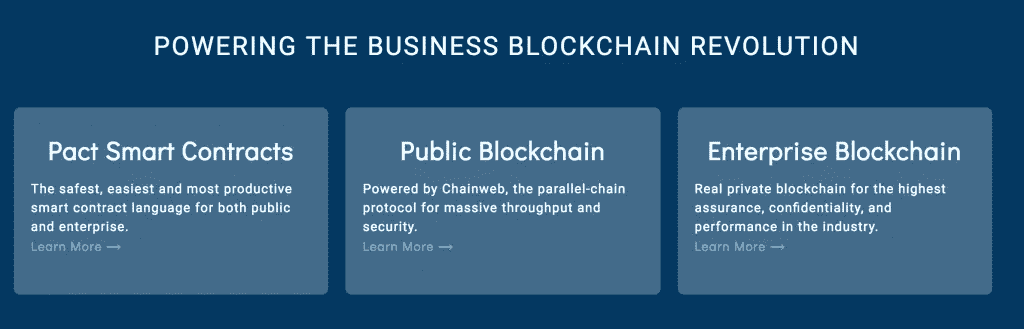 POWERING THE BUSINESS BLOCKCHAIN REVOLUTION
Pact Smart Contracts
The safest, easiest and most productive
smart contract language for both public
and enterprise.
Learn More ⟶
Public Blockchain
Powered by Chainweb, the parallel-chain
protocol for massive throughput and
security.
Learn More ⟶
Enterprise Blockchain
Real private blockchain for the highest
assurance, confidentiality, and
performance in the industry.
Learn More ⟶